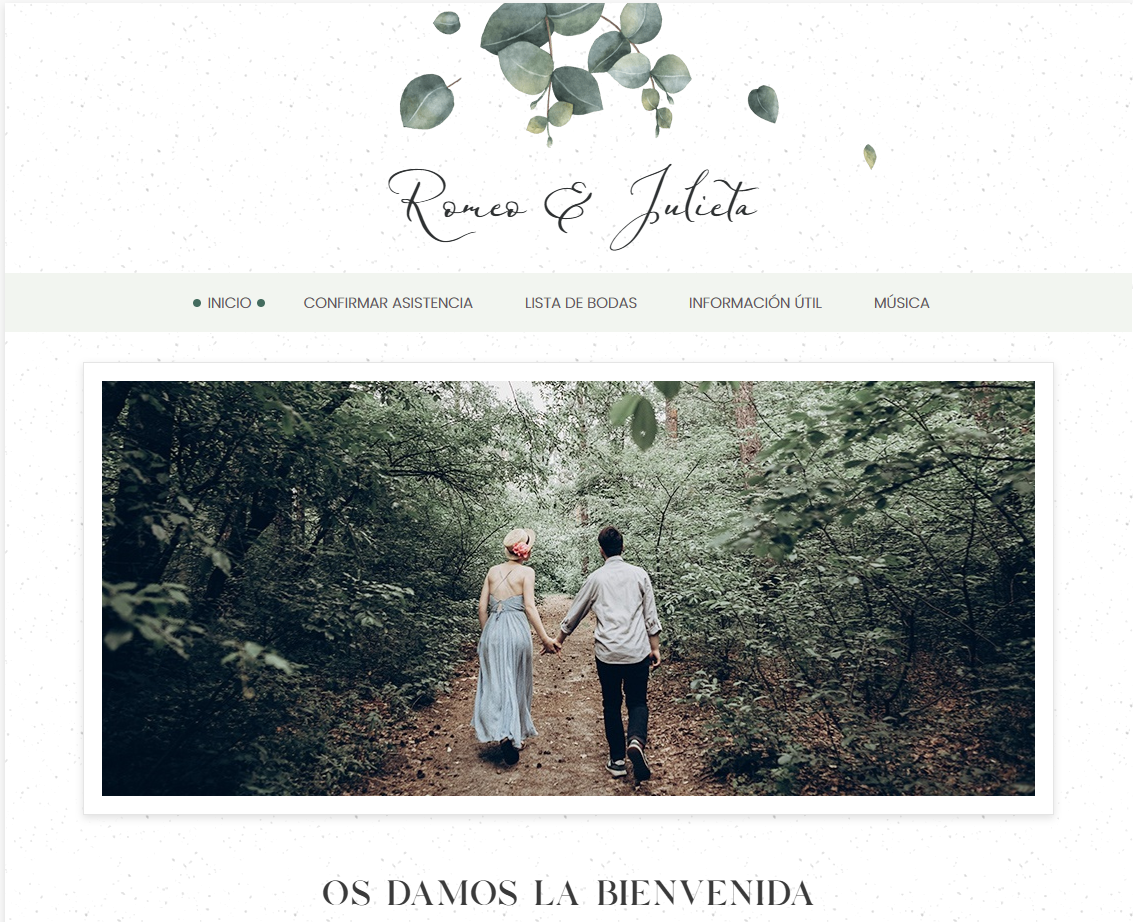 Romeo & Julieta
INICIO CONFIRMAR ASISTENCIA LISTA DE BODAS INFORMACIÓN ÚTIL MÚSICA
OS DAMOS LA BIENVENIDA